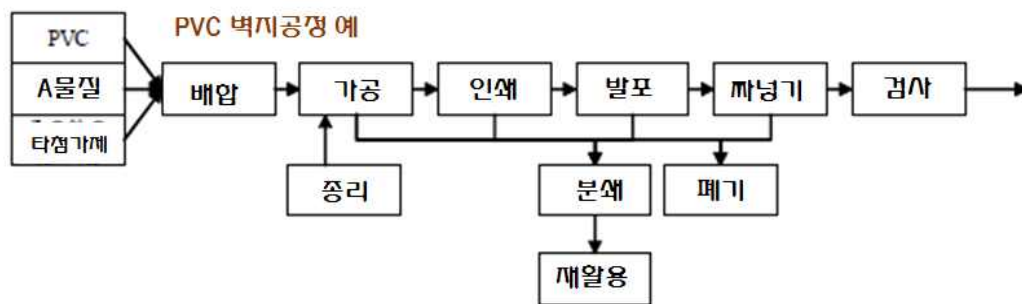 PVC 벽지공정 예
PVC
A물질
타첨가제
배합
가공
인쇄
발포
짜넣기
검사
종리
분쇄
폐기
재활용